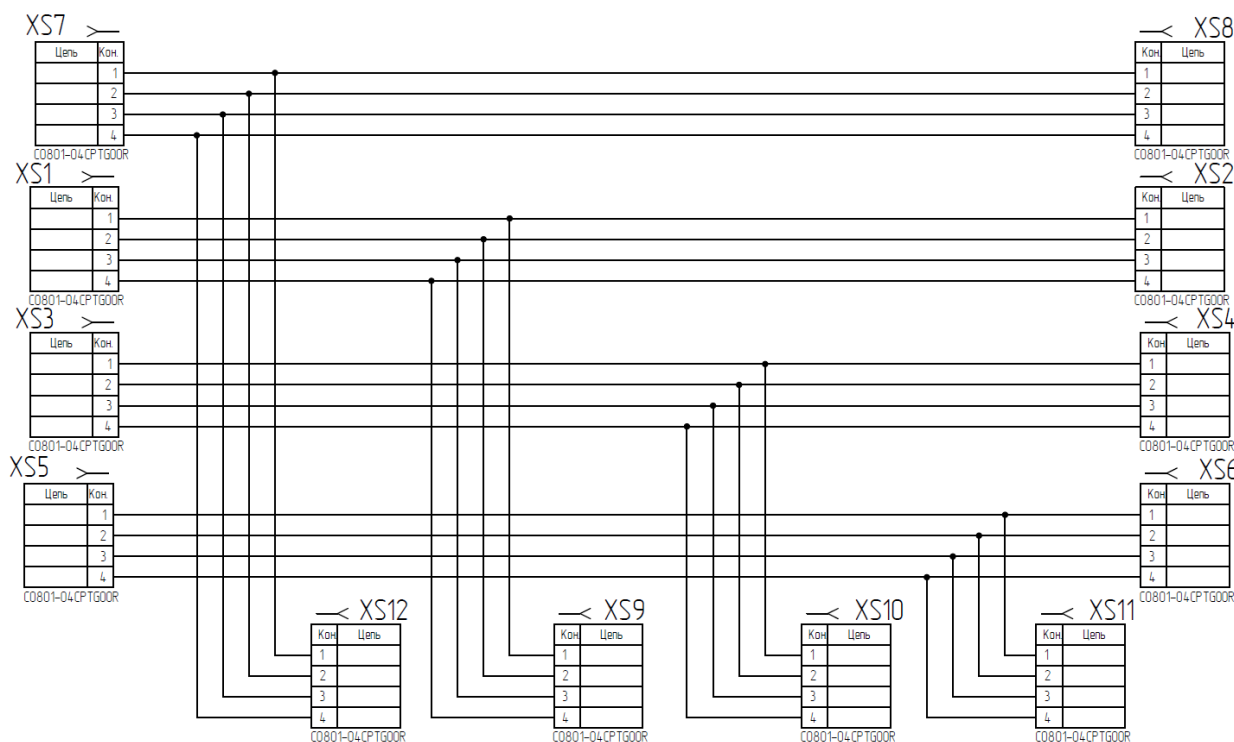 XS7
Цепь Кон.
1
2
3
4
C0801-04CPTG00R
XS8
Кон Цепь
1
2
3
4
C0801-04CPTG00R
XS1
Цепь Кон.
1
2
3
4
C0801-04CPTG00R
XS2
Кон Цепь
1
2
3
4
C0801-04CPTG00R
XS3
Цепь Кон.
1
2
3
4
C0801-04CPTG00R
XS4
Кон Цепь
1
2
3
4
C0801-04CPTG00R
XS5
Цепь Кон.
1
2
3
4
C0801-04CPTG00R
XS6
Кон Цепь
1
2
3
4
C0801-04CPTG00R
XS12
Кон Цепь
1
2
3
4
C0801-04CPTG00R
XS9
Кон Цепь
1
2
3
4
C0801-04CPTG00R
XS10
Кон Цепь
1
2
3
4
C0801-04CPTG00R
XS11
Кон Цепь
1
2
3
4
C0801-04CPTG00R